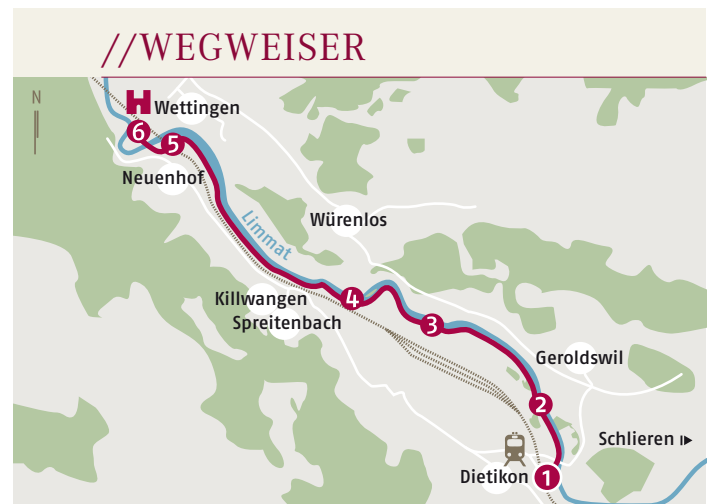 //WEGWEISER
N
Wettingen
6
5
Neuenhof
Limmat
Würenlos
Killwangen
Spreitenbach
4
3
Geroldswil
2
Schlieren
Dietikon
1